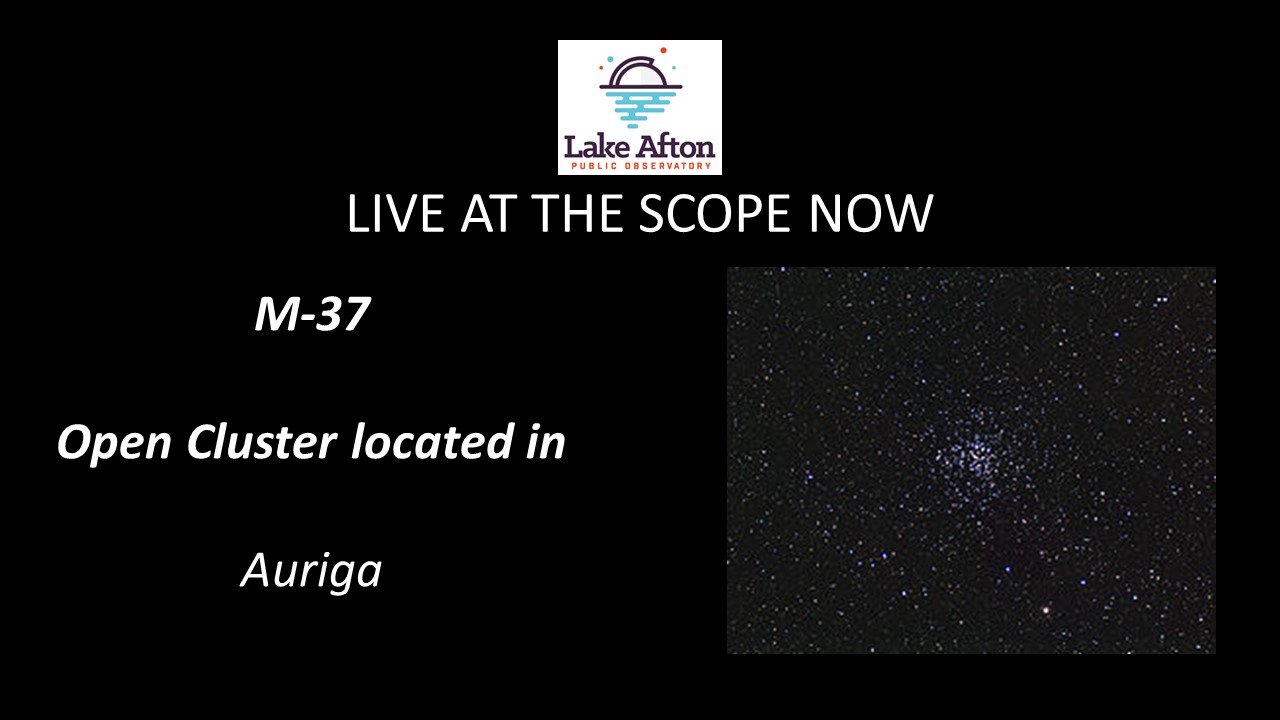 Lake Afton
PUBLIC OBSERVATORY
LIVE AT THE SCOPE NOW
M-37
Open Cluster located in
Auriga